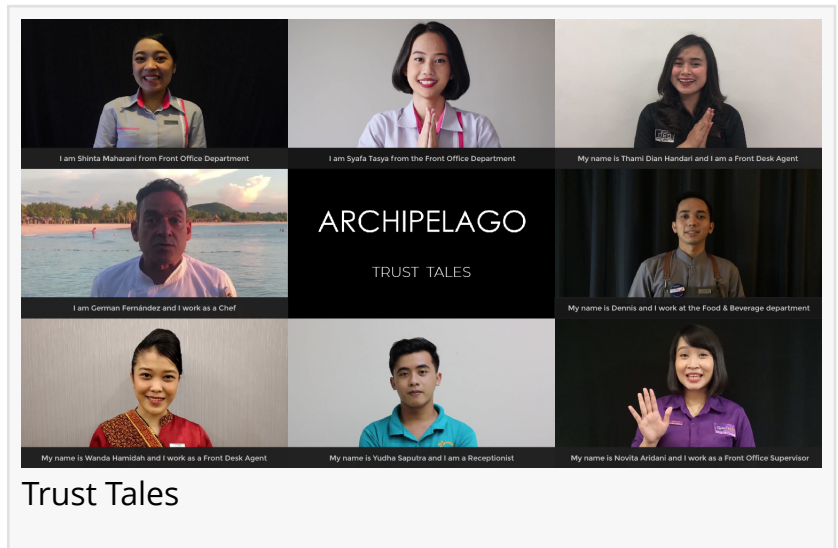 I am Shinta Maharani from Front Office Department
I am Syafa Tasya from the Front Office Department
My name is Thami Dian Handari and I am a Front Desk Agent
I am German Fernández and I work as a Chef
ARCHIPELAGO
TRUST TALES
My name is Dennis and I work at the Food & Beverage department
My name is Wanda Hamidah and I work as a Front Desk Agent
My name is Yudha Saputra and I am a Receptionist
My name is Novita Aridani and I work as a Front Office Supervisor
Trust Tales